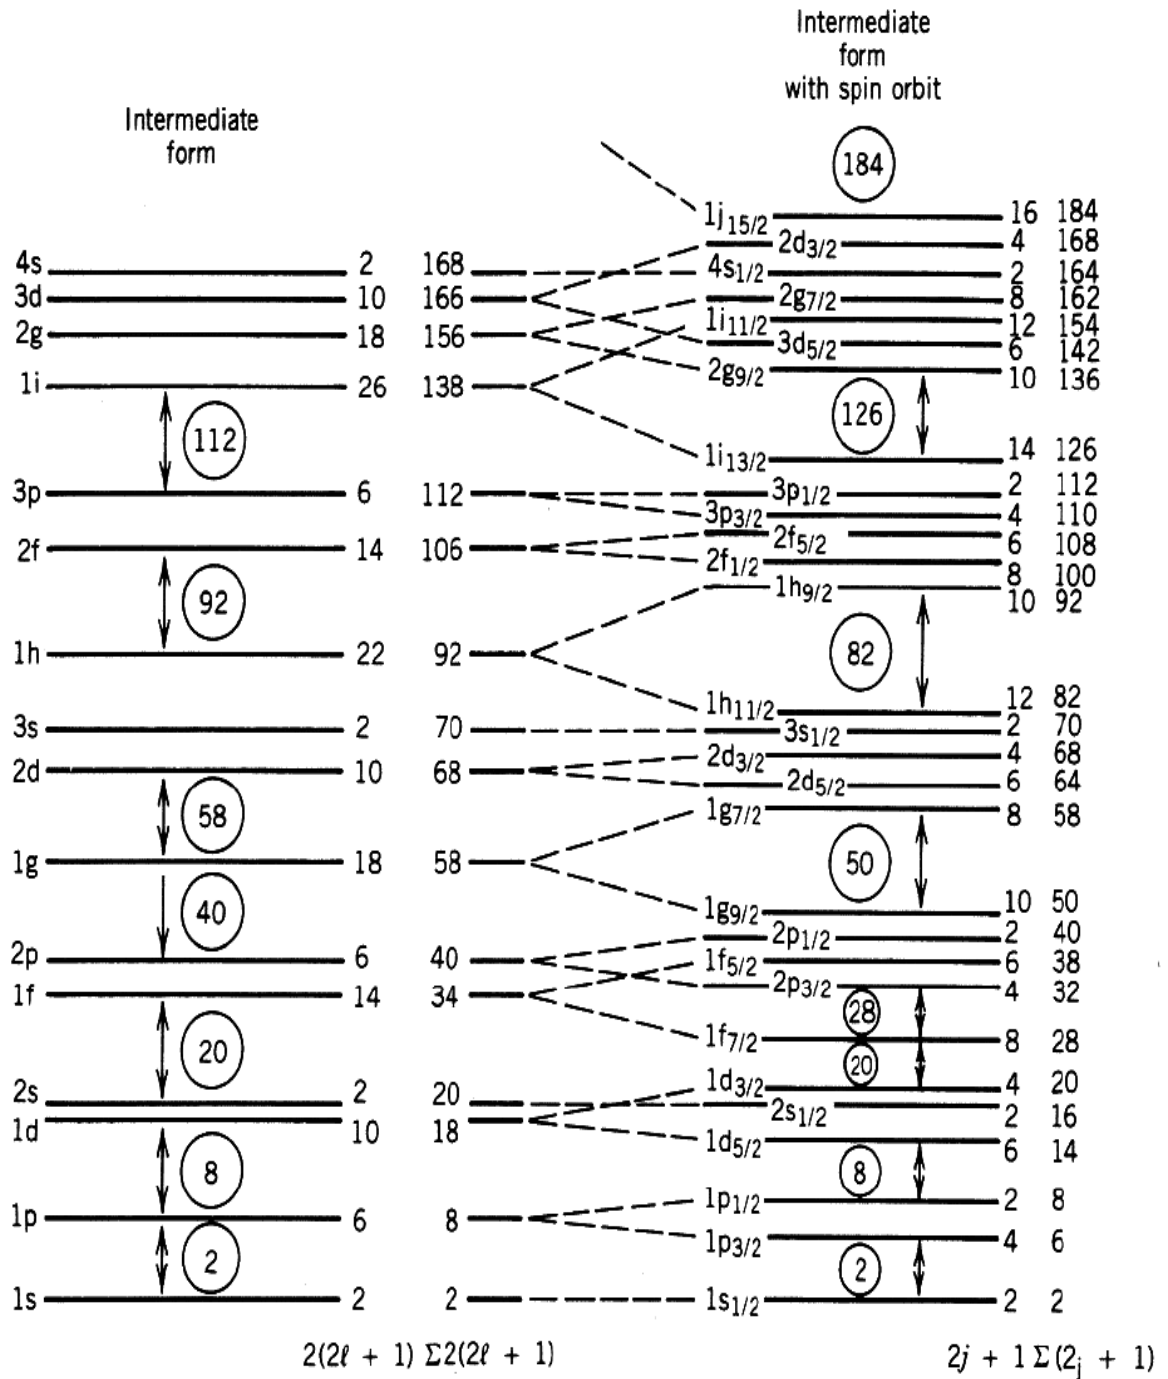 Intermediate
form
with spin orbit
Intermediate
form
184
1j15/2 16 184
2d3/2 4 168
4s 2 168 4s1/2 2 164
3d 10 166 2g7/2 8 162
1i11/2 12 154
2g 18 156 3d5/2 6 142
2g9/2 10 136
1i 26 138
126
112
1i13/2 14 126
3p 6 112 3p1/2 2 112
3p3/2 4 110
2f5/2 6 108
2f 14 106 2f1/2 8 100
1h9/2 10 92
92
82
1h 22 92
1h11/2 12 82
3s 2 70 3s1/2 2 70
2d3/2 4 68
2d 10 68 2d5/2 6 64
1g7/2 8 58
58
1g 18 58 50
1g9/2 10 50
40
2p1/2 2 40
2p 6 40 1f5/2 6 38
2p3/2 4 32
1f 14 34
28
1f7/2 8 28
20
20
1d3/2 4 20
2s 2 20 2s1/2 2 16
1d 10 18 1d5/2 6 14
8
8
1p1/2 2 8
1p 6 8
1p3/2 4 6
2
2
1s 2 2 1s1/2 2 2
2(2ℓ + 1) Σ2(2ℓ + 1) 2j + 1 Σ(2j + 1)